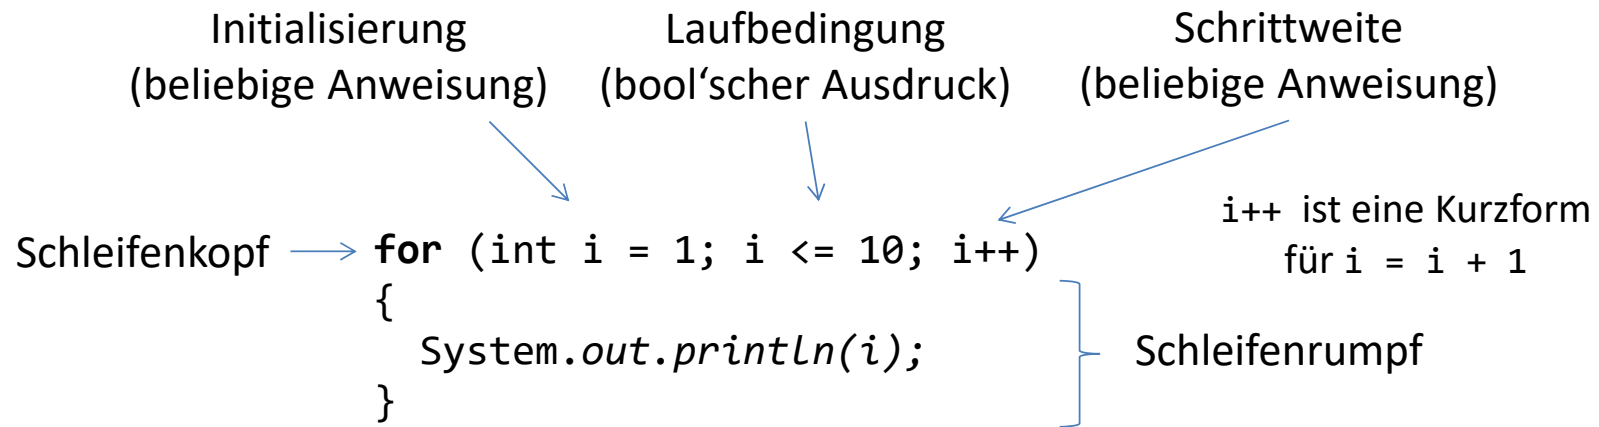 Initialisierung
(beliebige Anweisung)
Laufbedingung
(bool‘scher Ausdruck)
Schrittweite
(beliebige Anweisung)
i++ ist eine Kurzform
für i = i + 1
Schleifenkopf
for (int i = 1; i <= 10; i++)
{
System.out.println(i);
}
Schleifenrumpf